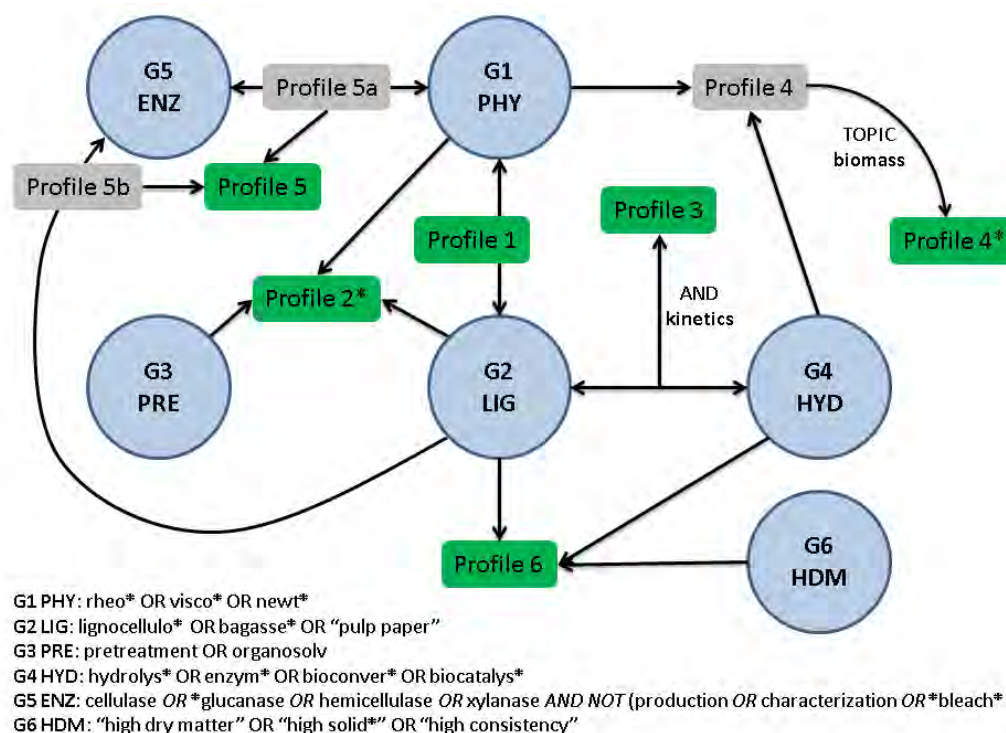 G5
ENZ
Profile 5a
G1
PHY
Profile 4
TOPIC
biomass
Profile 5b
Profile 5
Profile 1
Profile 3
Profile 4*
Profile 2*
AND
kinetics
G3
PRE
G2
LIG
G4
HYD
Profile 6
G6
HDM
G1 PHY: rheo* OR visco* OR newt*
G2 LIG: lignocellulo* OR bagasse* OR “pulp paper”
G3 PRE: pretreatment OR organosolv
G4 HYD: hydrolys* OR enzym* OR bioconver* OR biocatalys*
G5 ENZ: cellulase OR *glucanase OR hemicellulase OR xylanase AND NOT (production OR characterization OR *bleach*
G6 HDM: “high dry matter” OR “high solid*” OR “high consistency”